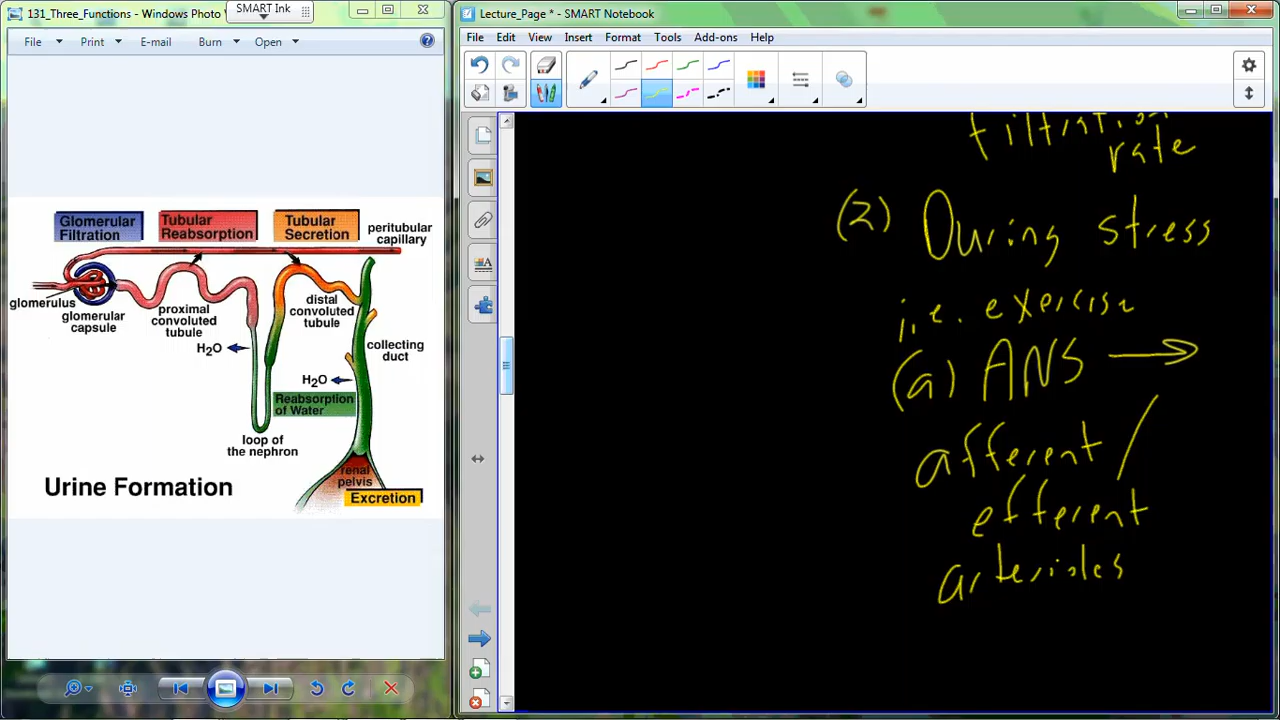 131_Three_Functions - Windows Photo V
SMART Ink
File Print E-mail Burn Open
Glomerular Filtration
Tubular Reabsorption
Tubular Secretion
peritubular capillary
glomerulus
glomerular capsule
proximal convoluted tubule
distal convoluted tubule
H₂O
collecting duct
H₂O
Reabsorption of Water
loop of the nephron
renal pelvis
Excretion
Urine Formation
Lecture_Page * - SMART Notebook
File Edit View Insert Format Tools Add-ons Help
filtration
rate
(2) During stress
i.e. exercise
(a) ANS →
afferent /
efferent
arterioles